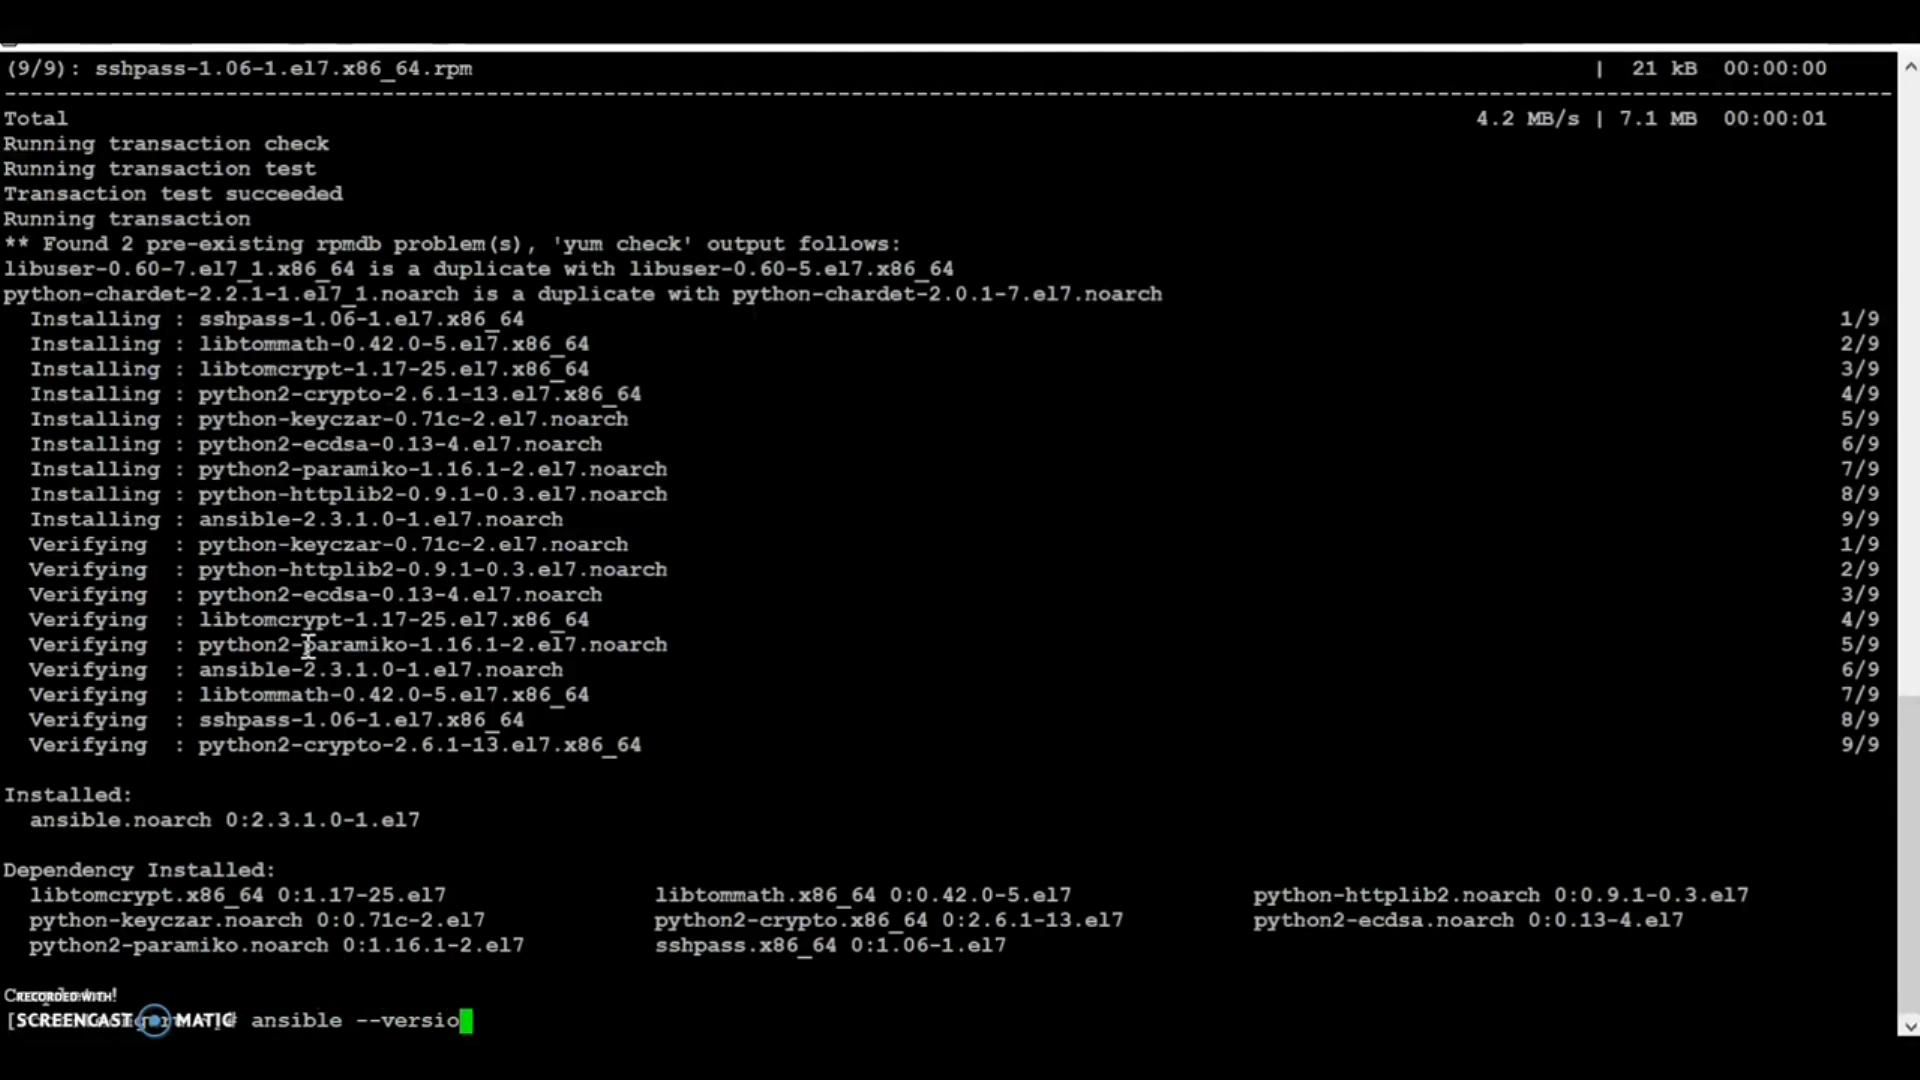 (9/9): sshpass-1.06-1.el7.x86_64.rpm | 21 kB 00:00:00
--------------------------------------------------------------------------------
Total 4.2 MB/s | 7.1 MB 00:00:01
Running transaction check
Running transaction test
Transaction test succeeded
Running transaction
** Found 2 pre-existing rpmdb problem(s), 'yum check' output follows:
libuser-0.60-7.el7_1.x86_64 is a duplicate with libuser-0.60-5.el7.x86_64
python-chardet-2.2.1-1.el7_1.noarch is a duplicate with python-chardet-2.0.1-7.el7.noarch
Installing : sshpass-1.06-1.el7.x86_64 1/9
Installing : libtommath-0.42.0-5.el7.x86_64 2/9
Installing : libtomcrypt-1.17-25.el7.x86_64 3/9
Installing : python2-crypto-2.6.1-13.el7.x86_64 4/9
Installing : python-keyczar-0.71c-2.el7.noarch 5/9
Installing : python2-ecdsa-0.13-4.el7.noarch 6/9
Installing : python2-paramiko-1.16.1-2.el7.noarch 7/9
Installing : python-httplib2-0.9.1-0.3.el7.noarch 8/9
Installing : ansible-2.3.1.0-1.el7.noarch 9/9
Verifying : python-keyczar-0.71c-2.el7.noarch 1/9
Verifying : python-httplib2-0.9.1-0.3.el7.noarch 2/9
Verifying : python2-ecdsa-0.13-4.el7.noarch 3/9
Verifying : libtomcrypt-1.17-25.el7.x86_64 4/9
Verifying : python2-paramiko-1.16.1-2.el7.noarch 5/9
Verifying : ansible-2.3.1.0-1.el7.noarch 6/9
Verifying : libtommath-0.42.0-5.el7.x86_64 7/9
Verifying : sshpass-1.06-1.el7.x86_64 8/9
Verifying : python2-crypto-2.6.1-13.el7.x86_64 9/9
Installed:
ansible.noarch 0:2.3.1.0-1.el7
Dependency Installed:
libtomcrypt.x86_64 0:1.17-25.el7 libtommath.x86_64 0:0.42.0-5.el7 python-httplib2.noarch 0:0.9.1-0.3.el7
python-keyczar.noarch 0:0.71c-2.el7 python2-crypto.x86_64 0:2.6.1-13.el7 python2-ecdsa.noarch 0:0.13-4.el7
python2-paramiko.noarch 0:1.16.1-2.el7 sshpass.x86_64 0:1.06-1.el7
RECORDED WITH
SCREENCAST MATIC
# ansible --versio